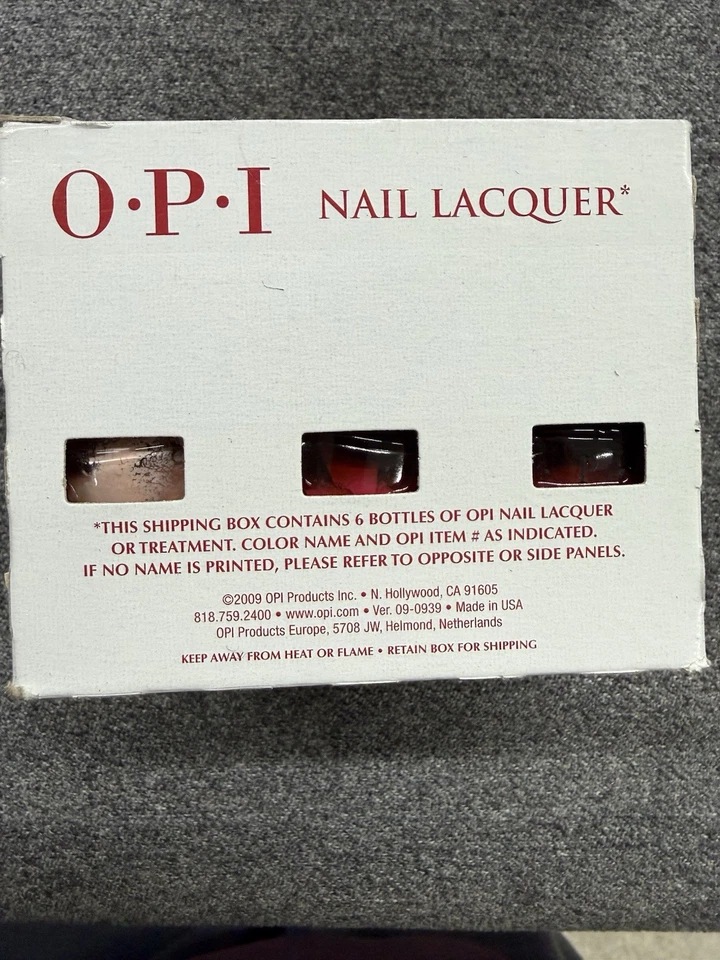 O·P·I NAIL LACQUER*
*THIS SHIPPING BOX CONTAINS 6 BOTTLES OF OPI NAIL LACQUER
OR TREATMENT. COLOR NAME AND OPI ITEM # AS INDICATED.
IF NO NAME IS PRINTED, PLEASE REFER TO OPPOSITE OR SIDE PANELS.
©2009 OPI Products Inc. • N. Hollywood, CA 91605
818.759.2400 • www.opi.com • Ver. 09-0939 • Made in USA
OPI Products Europe, 5708 JW, Helmond, Netherlands
KEEP AWAY FROM HEAT OR FLAME • RETAIN BOX FOR SHIPPING